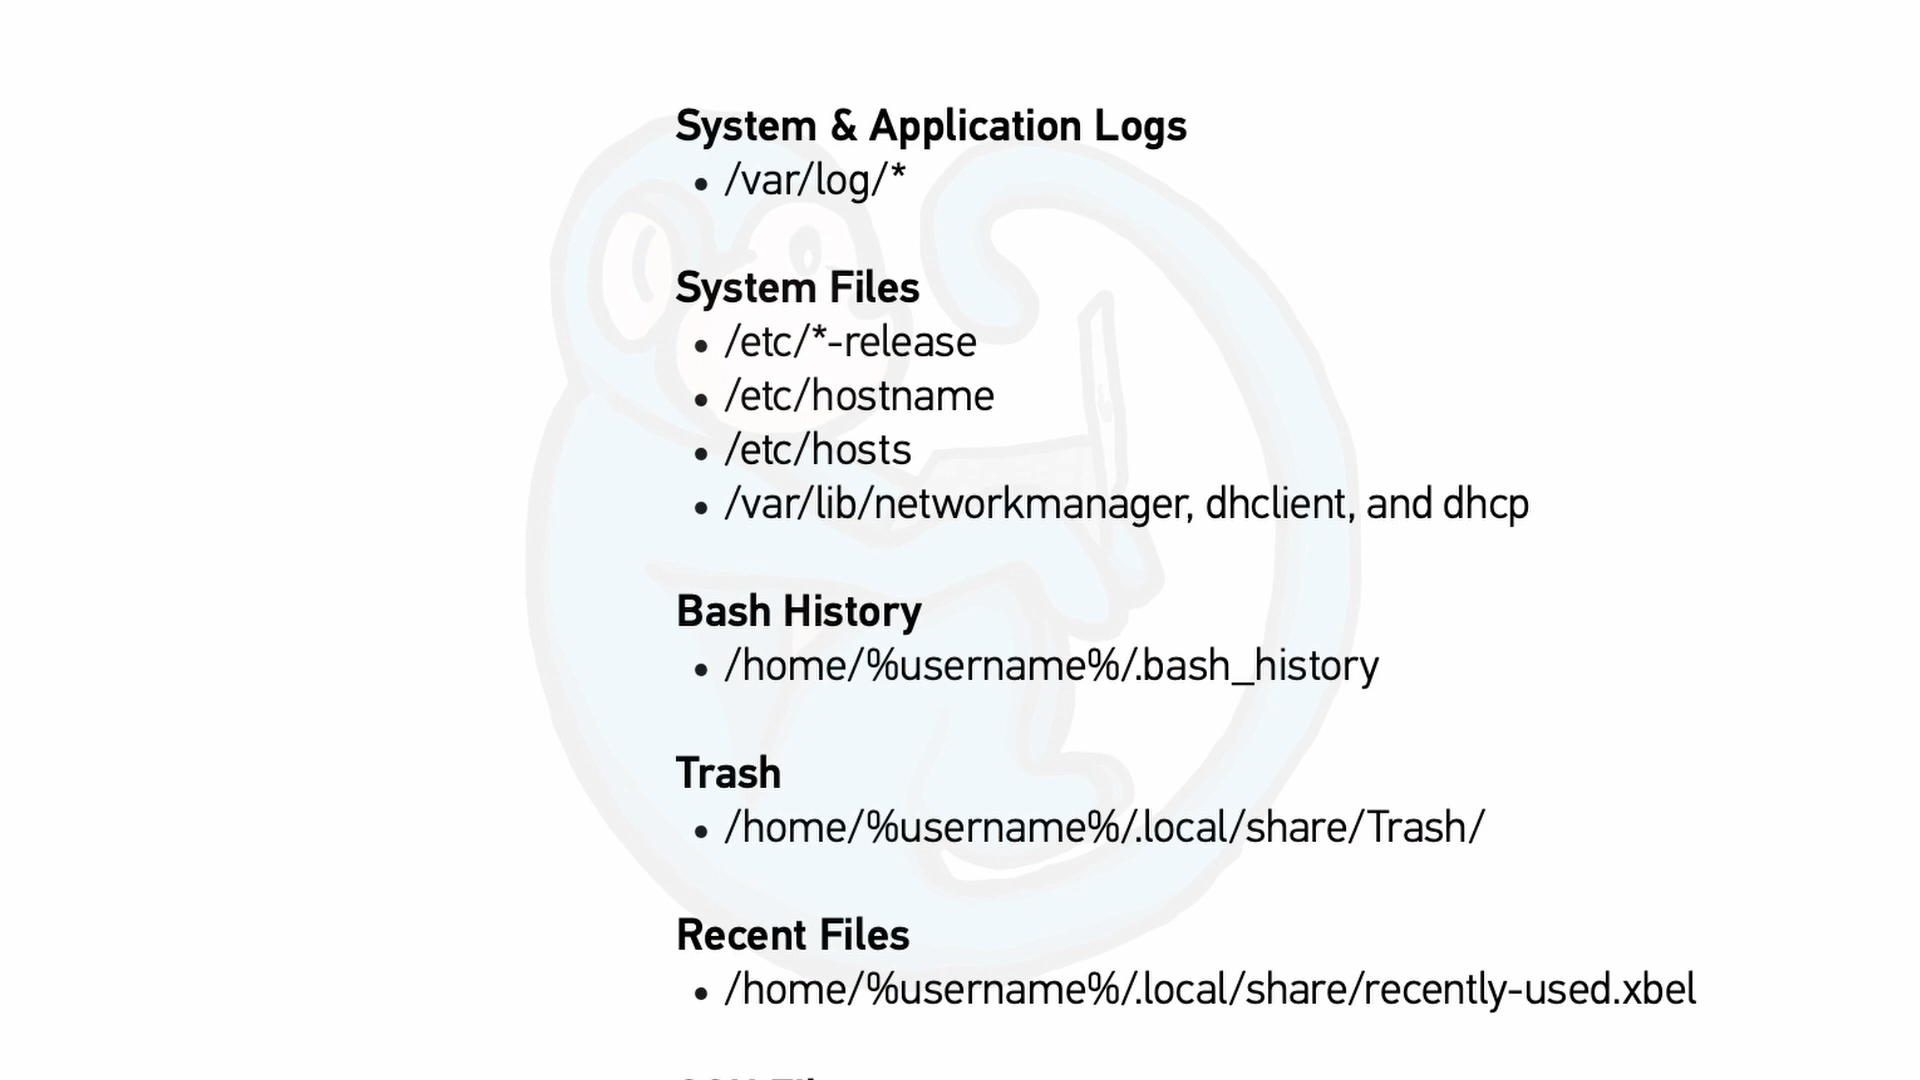 System & Application Logs
• /var/log/*
System Files
• /etc/*-release
• /etc/hostname
• /etc/hosts
• /var/lib/networkmanager, dhclient, and dhcp
Bash History
• /home/%username%/.bash_history
Trash
• /home/%username%/.local/share/Trash/
Recent Files
• /home/%username%/.local/share/recently-used.xbel